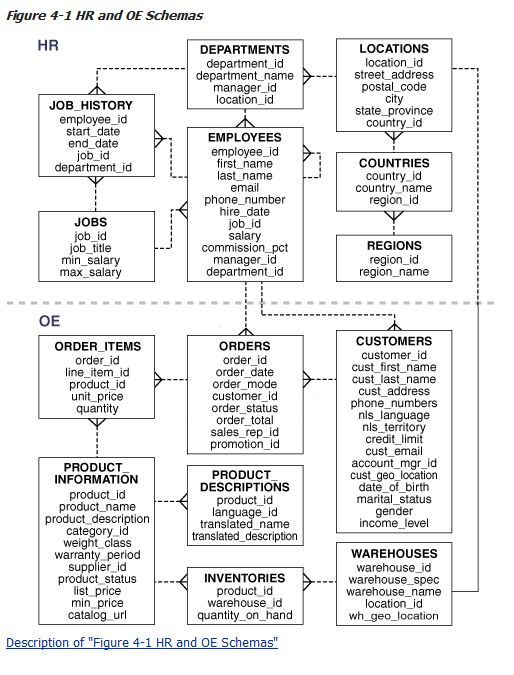 Figure 4-1 HR and OE Schemas
HR
DEPARTMENTS
department_id
department_name
manager_id
location_id
LOCATIONS
location_id
street_address
postal_code
city
state_province
country_id
JOB_HISTORY
employee_id
start_date
end_date
job_id
department_id
EMPLOYEES
employee_id
first_name
last_name
email
phone_number
hire_date
job_id
salary
commission_pct
manager_id
department_id
COUNTRIES
country_id
country_name
region_id
JOBS
job_id
job_title
min_salary
max_salary
REGIONS
region_id
region_name
OE
ORDER_ITEMS
order_id
line_item_id
product_id
unit_price
quantity
ORDERS
order_id
order_date
order_mode
customer_id
order_status
order_total
sales_rep_id
promotion_id
CUSTOMERS
customer_id
cust_first_name
cust_last_name
cust_address
phone_numbers
nls_language
nls_territory
credit_limit
cust_email
account_mgr_id
cust_geo_location
date_of_birth
marital_status
gender
income_level
PRODUCT_
INFORMATION
product_id
product_name
product_description
category_id
weight_class
warranty_period
supplier_id
product_status
list_price
min_price
catalog_url
PRODUCT_
DESCRIPTIONS
product_id
language_id
translated_name
translated_description
INVENTORIES
product_id
warehouse_id
quantity_on_hand
WAREHOUSES
warehouse_id
warehouse_spec
warehouse_name
location_id
wh_geo_location
Description of "Figure 4-1 HR and OE Schemas"